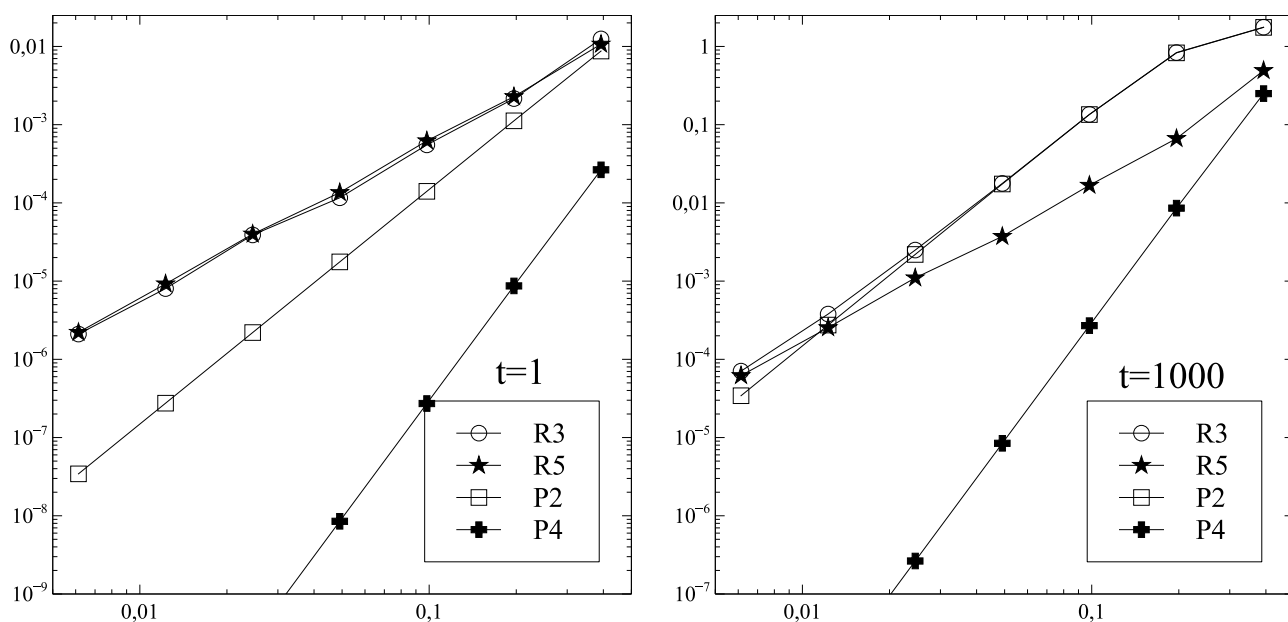 0,01
10⁻³
10⁻⁴
10⁻⁵
10⁻⁶
10⁻⁷
10⁻⁸
10⁻⁹
0,01 0,1
t=1
R3
R5
P2
P4
1
0,1
0,01
10⁻³
10⁻⁴
10⁻⁵
10⁻⁶
10⁻⁷
0,01 0,1
t=1000
R3
R5
P2
P4